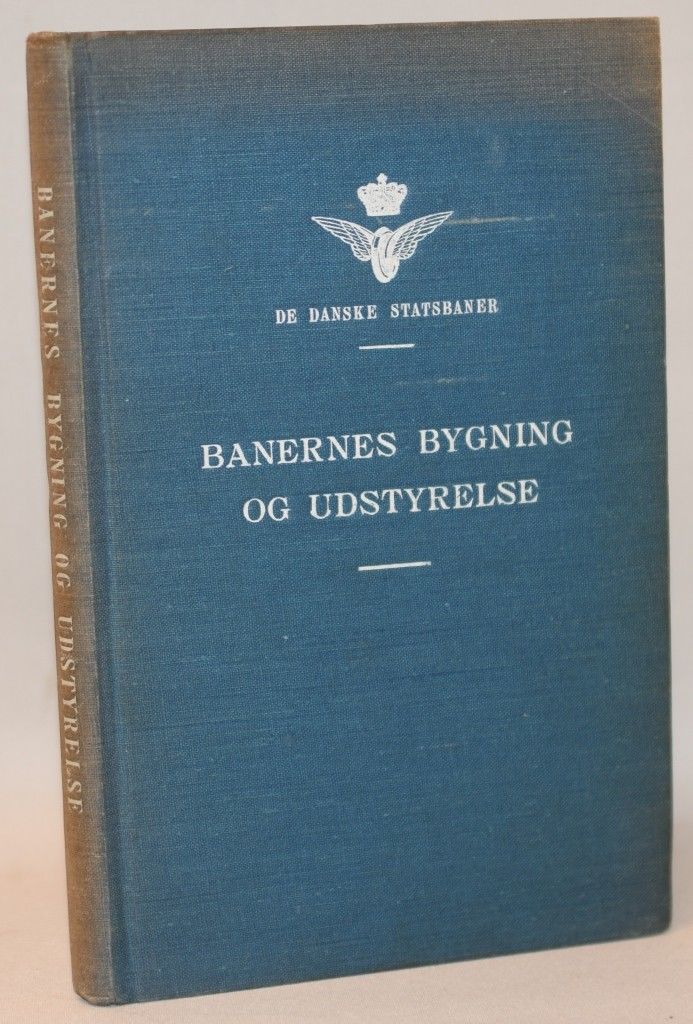 DE DANSKE STATSBANER
BANERNES BYGNING
OG UDSTYRELSE
BANERNES BYGNING OG UDSTYRELSE